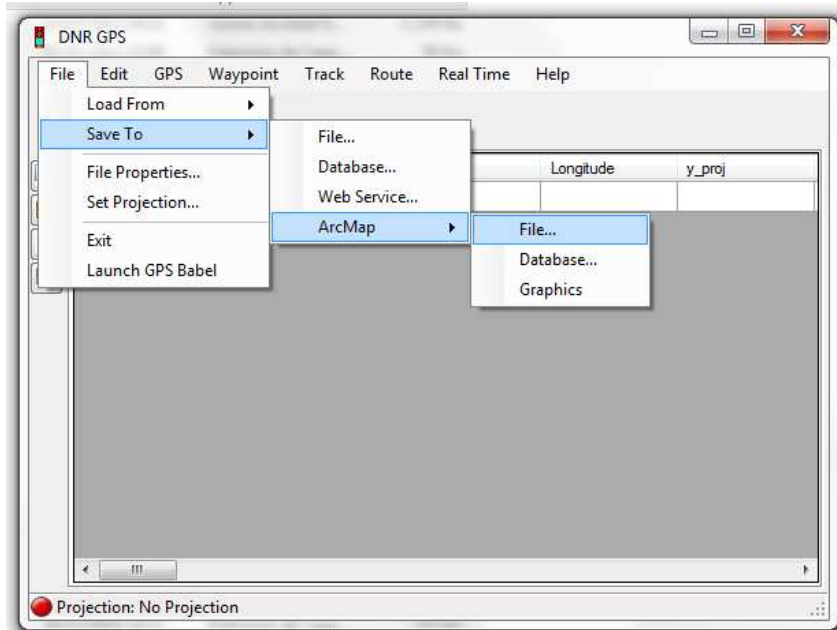 DNR GPS
File Edit GPS Waypoint Track Route Real Time Help
Load From
Save To
File Properties...
Set Projection...
Exit
Launch GPS Babel
File...
Database...
Web Service...
ArcMap
File...
Database...
Graphics
Longitude y_proj
Projection: No Projection